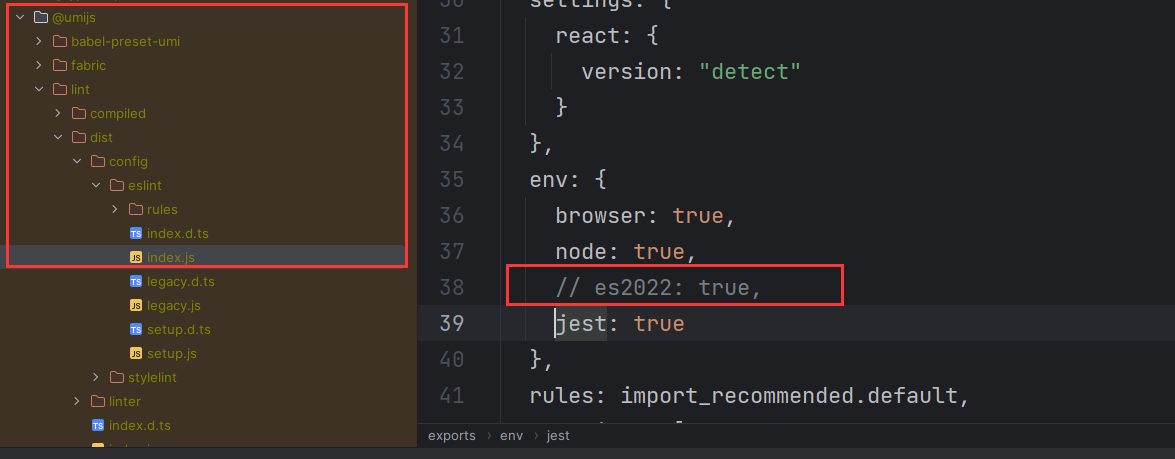 @umijs
babel-preset-umi
fabric
lint
compiled
dist
config
eslint
rules
TS index.d.ts
JS index.js
TS legacy.d.ts
JS legacy.js
TS setup.d.ts
JS setup.js
stylelint
linter
TS index.d.ts
settings: {
31 react: {
32 version: "detect"
33 }
34 },
35 env: {
36 browser: true,
37 node: true,
38 // es2022: true,
39 jest: true
40 },
41 rules: import_recommended.default,
exports › env › jest